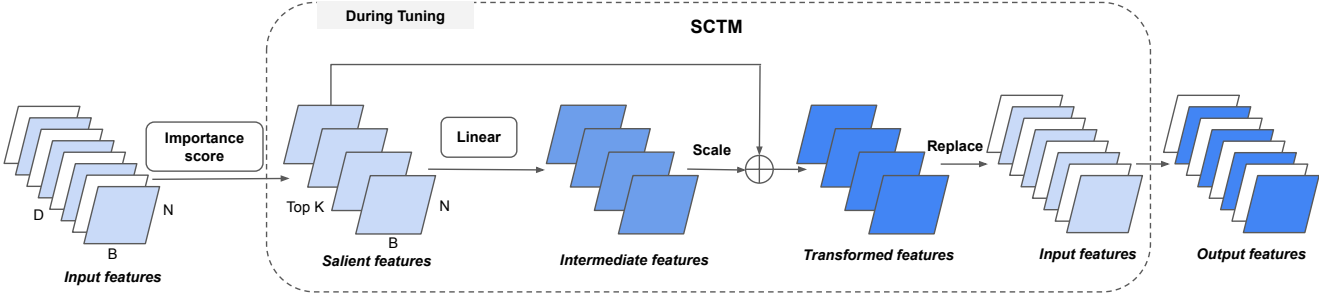 During Tuning
SCTM
Importance
score
Linear
Scale
Replace
D
N
B
Top K
N
B
Input features
Salient features
Intermediate features
Transformed features
Input features
Output features